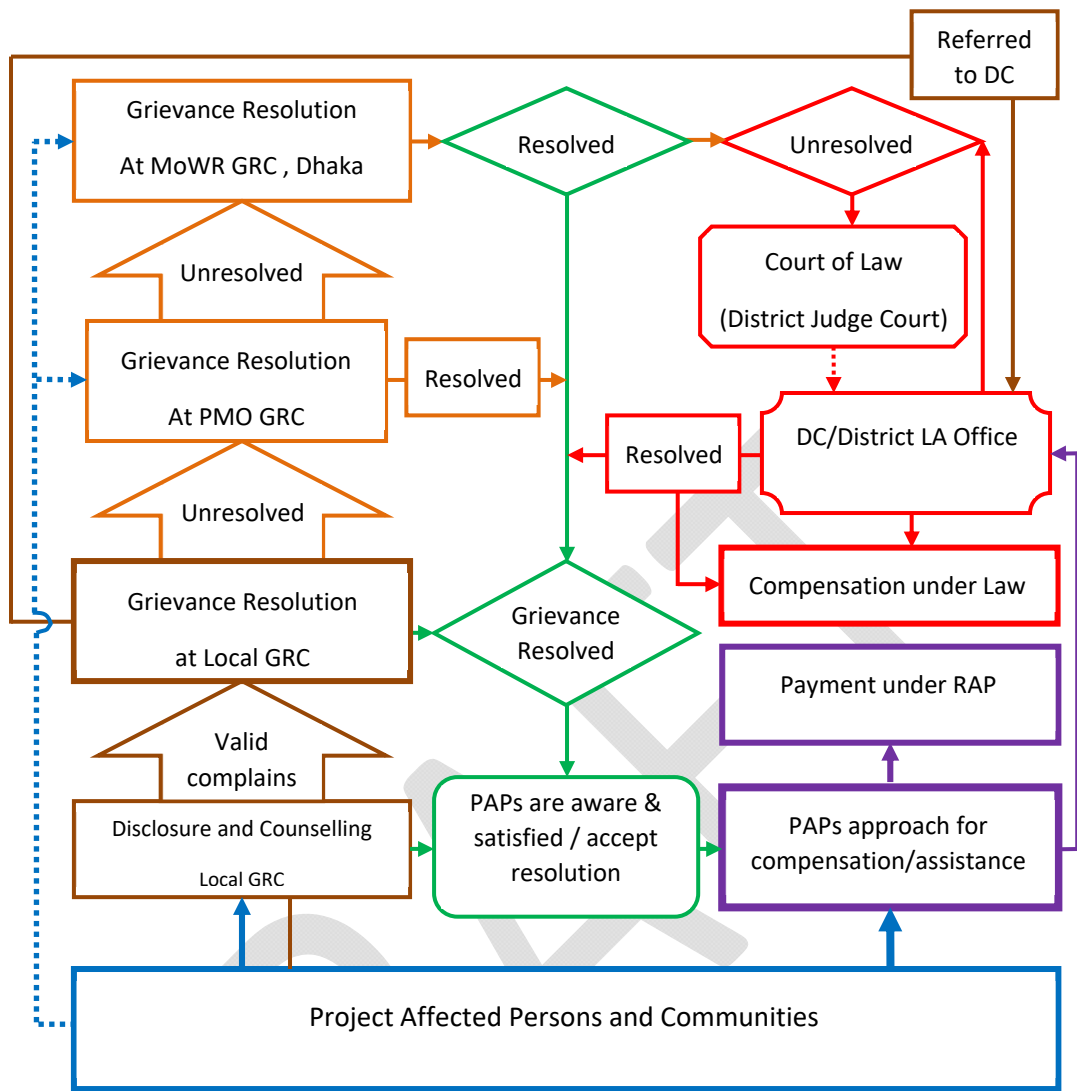 Referred
to DC
Grievance Resolution
At MoWR GRC , Dhaka
Resolved
Unresolved
Unresolved
Court of Law
(District Judge Court)
Grievance Resolution
At PMO GRC
Resolved
DC/District LA Office
Resolved
Unresolved
Compensation under Law
Grievance Resolution
at Local GRC
Grievance
Resolved
Payment under RAP
Valid
complains
PAPs are aware &
satisfied / accept
resolution
PAPs approach for
compensation/assistance
Disclosure and Counselling
Local GRC
Project Affected Persons and Communities
DRAFT